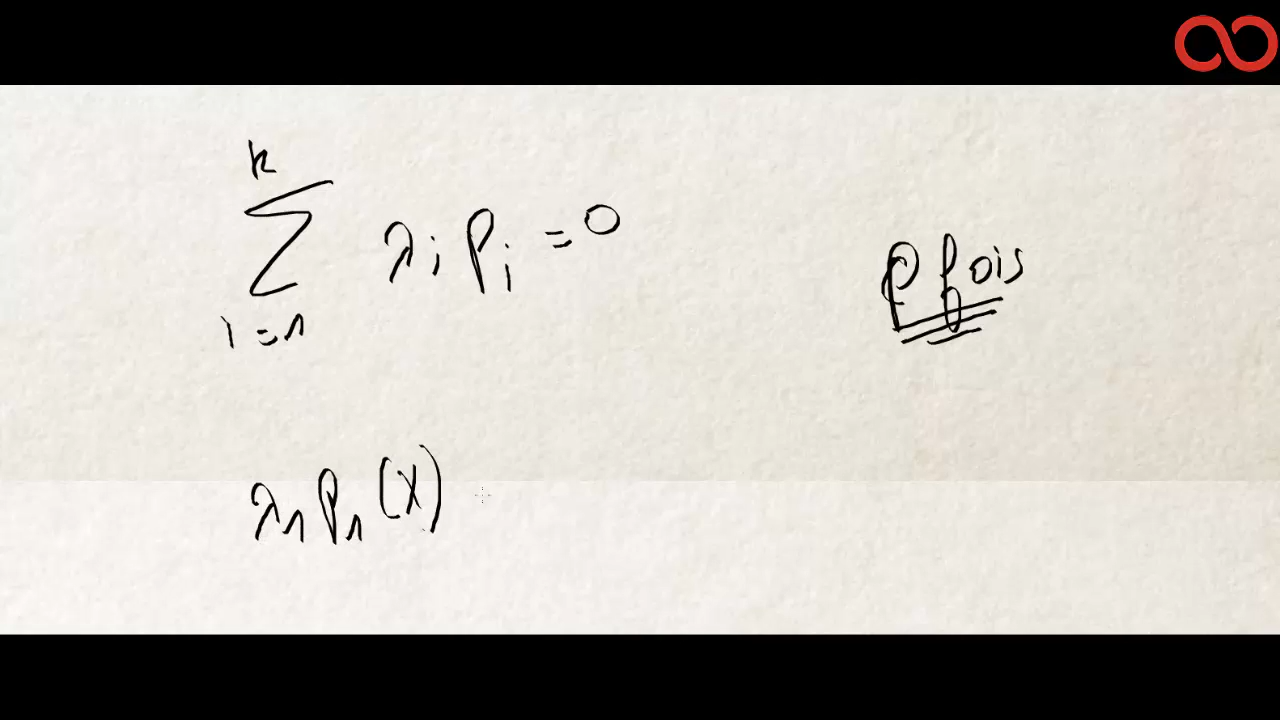 k
∑ λi Pi = 0
i = 1
P fois
λ1 P1 (X)